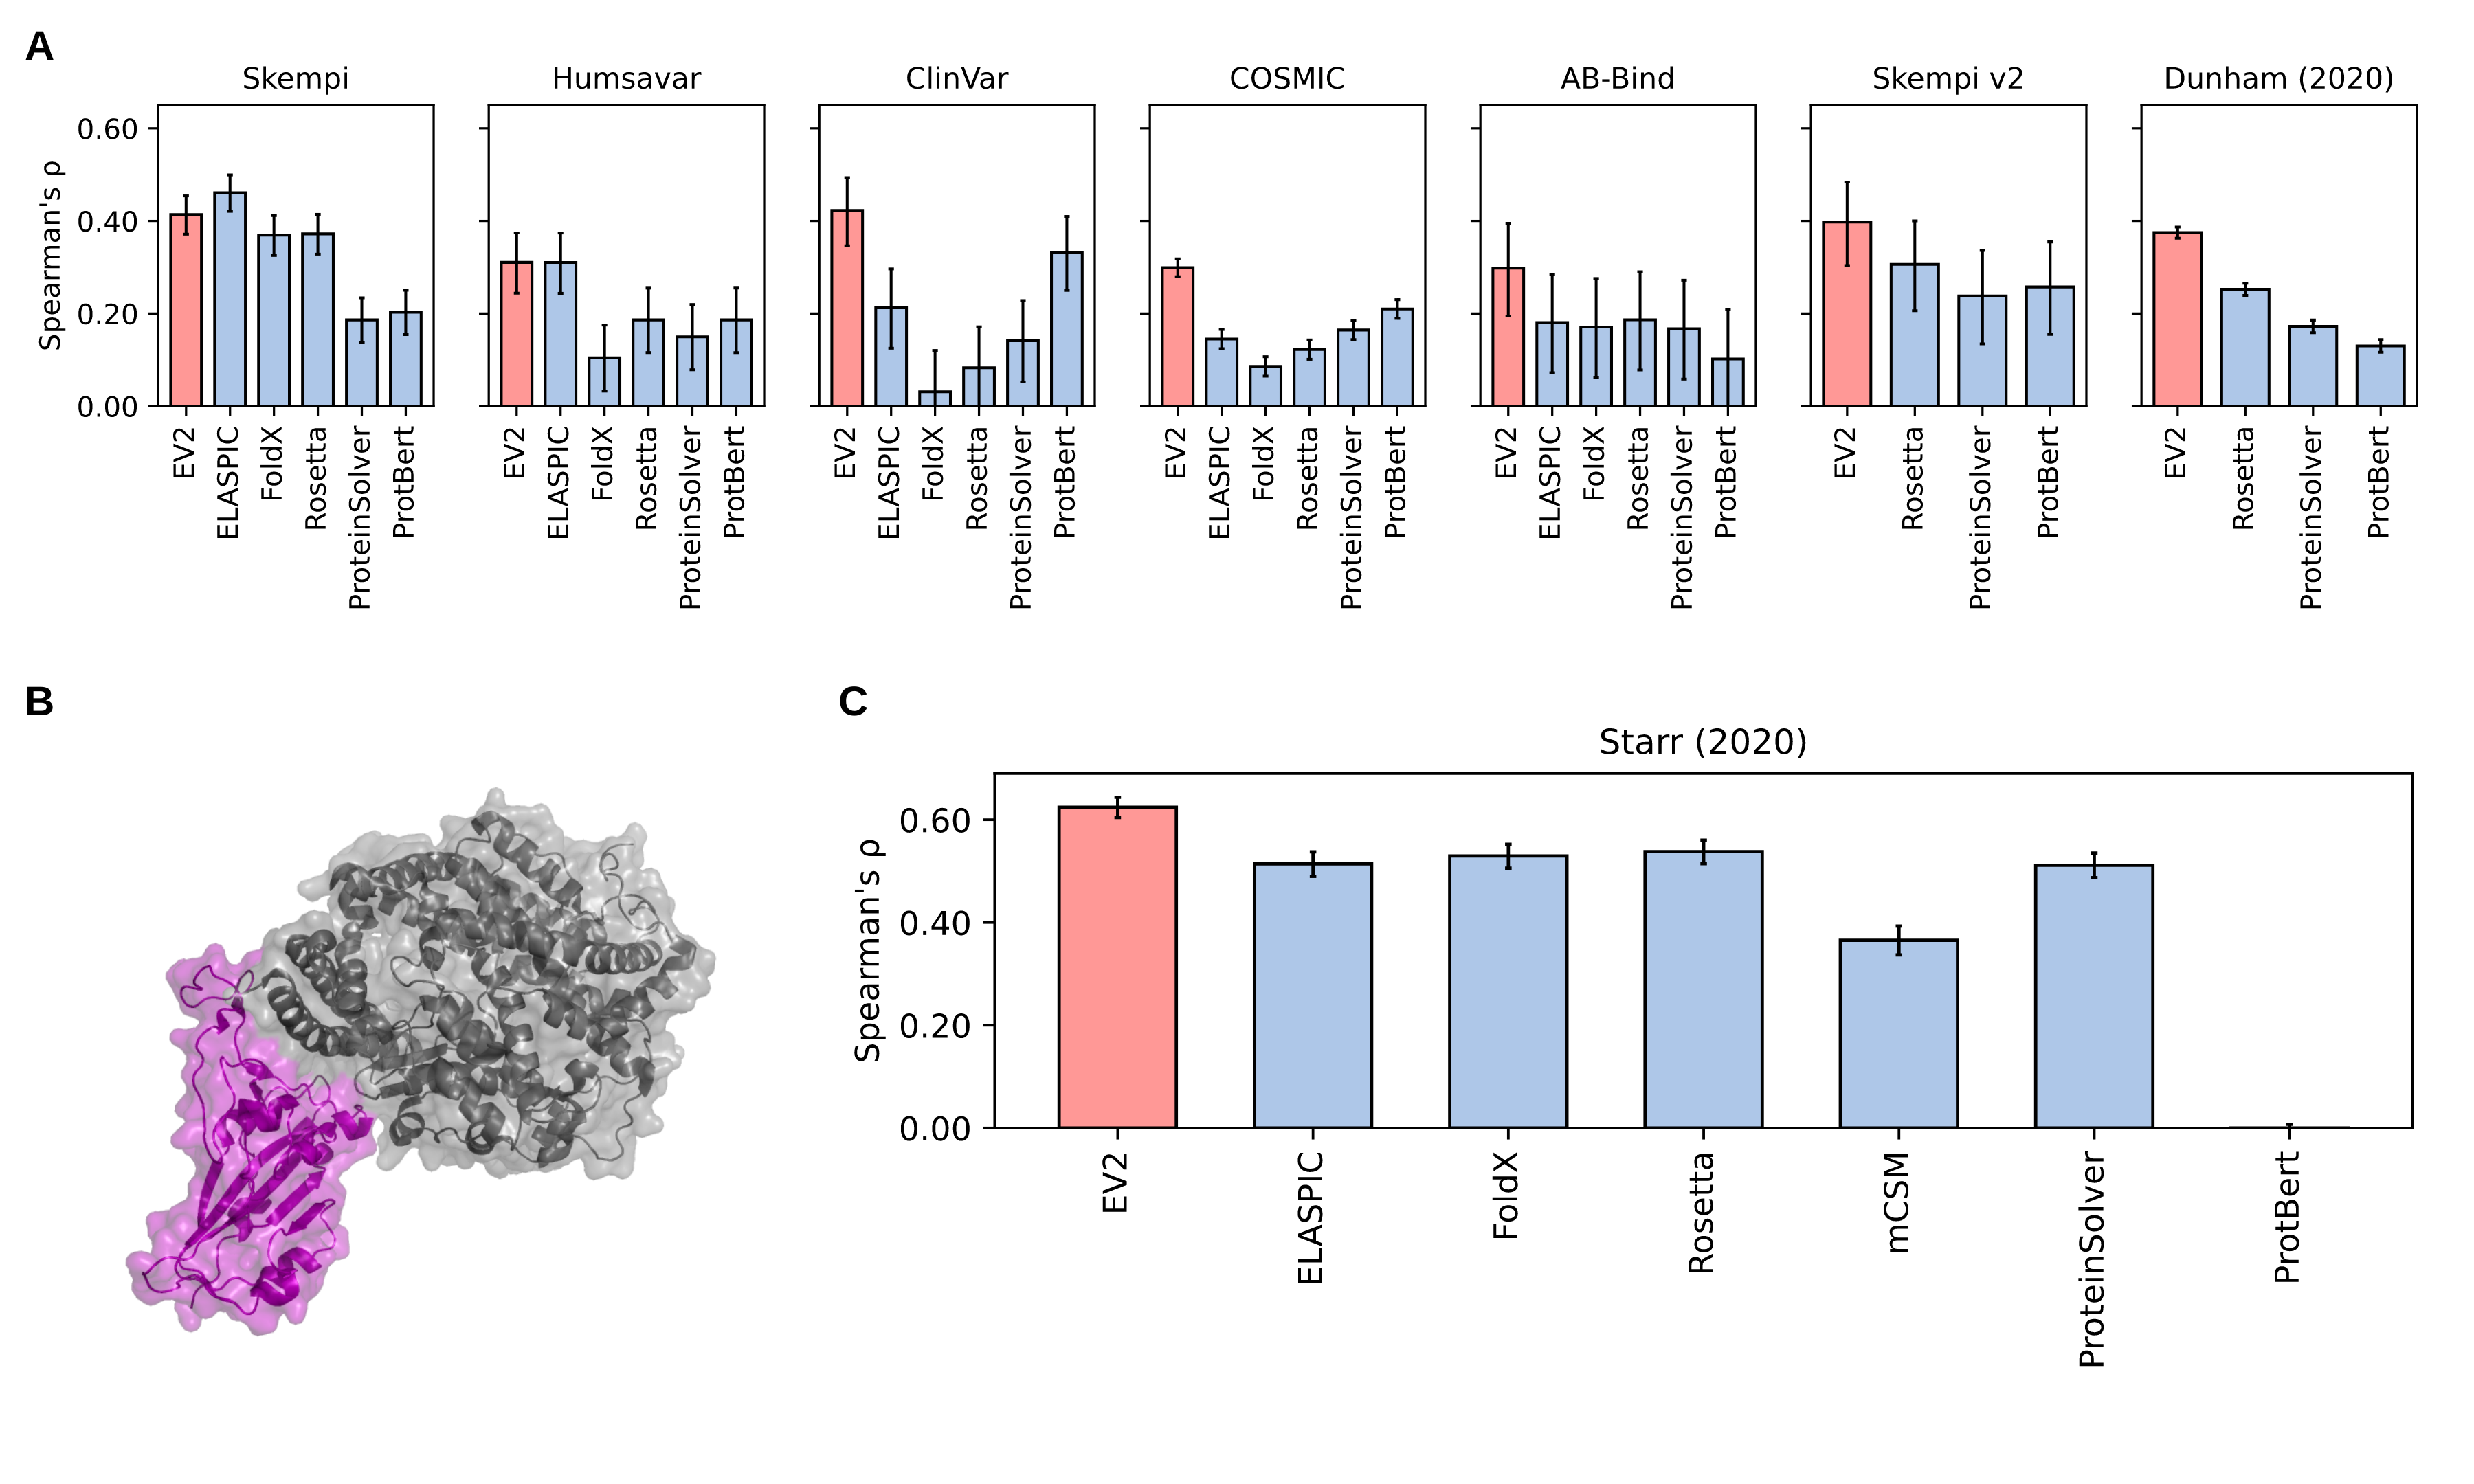 A
Skempi
Humsavar
ClinVar
COSMIC
AB-Bind
Skempi v2
Dunham (2020)
Spearman's ρ
0.60
0.40
0.20
0.00
EV2
ELASPIC
FoldX
Rosetta
ProteinSolver
ProtBert
EV2
ELASPIC
FoldX
Rosetta
ProteinSolver
ProtBert
EV2
ELASPIC
FoldX
Rosetta
ProteinSolver
ProtBert
EV2
ELASPIC
FoldX
Rosetta
ProteinSolver
ProtBert
EV2
ELASPIC
FoldX
Rosetta
ProteinSolver
ProtBert
EV2
Rosetta
ProteinSolver
ProtBert
EV2
Rosetta
ProteinSolver
ProtBert
B
C
Starr (2020)
Spearman's ρ
0.60
0.40
0.20
0.00
EV2
ELASPIC
FoldX
Rosetta
mCSM
ProteinSolver
ProtBert